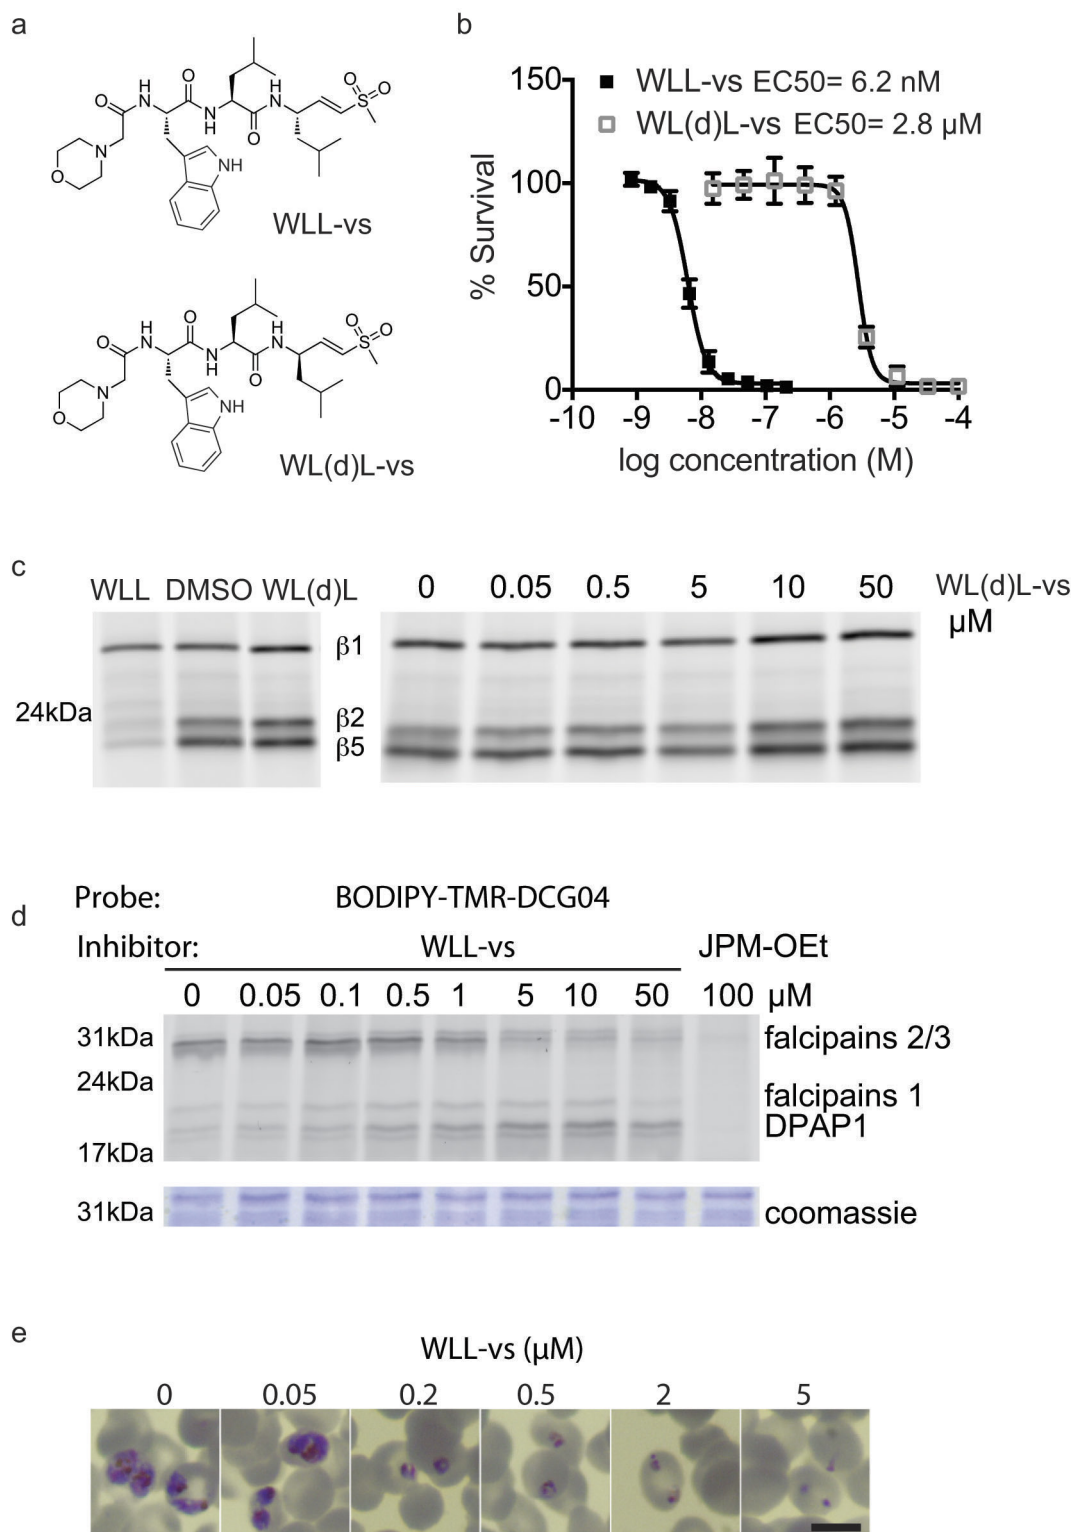 a
H
N
O
N
H
O
H
N
O
O
S
O
O
N
NH
WLL-vs
H
N
O
N
H
O
H
N
O
O
S
O
O
N
NH
WL(d)L-vs
b
WLL-vs EC50= 6.2 nM
WL(d)L-vs EC50= 2.8 µM
% Survival
150
100
50
0
-10 -9 -8 -7 -6 -5 -4
log concentration (M)
c
WLL DMSO WL(d)L
24kDa
β1
β2
β5
0 0.05 0.5 5 10 50 WL(d)L-vs
µM
d
Probe: BODIPY-TMR-DCG04
Inhibitor: WLL-vs JPM-OEt
0 0.05 0.1 0.5 1 5 10 50 100 µM
31kDa falcipains 2/3
24kDa
falcipains 1
DPAP1
17kDa
31kDa coomassie
e
WLL-vs (µM)
0 0.05 0.2 0.5 2 5